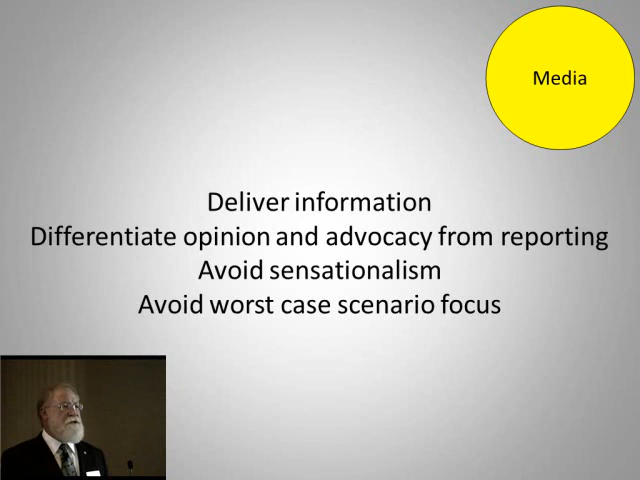 Media
Deliver information
Differentiate opinion and advocacy from reporting
Avoid sensationalism
Avoid worst case scenario focus